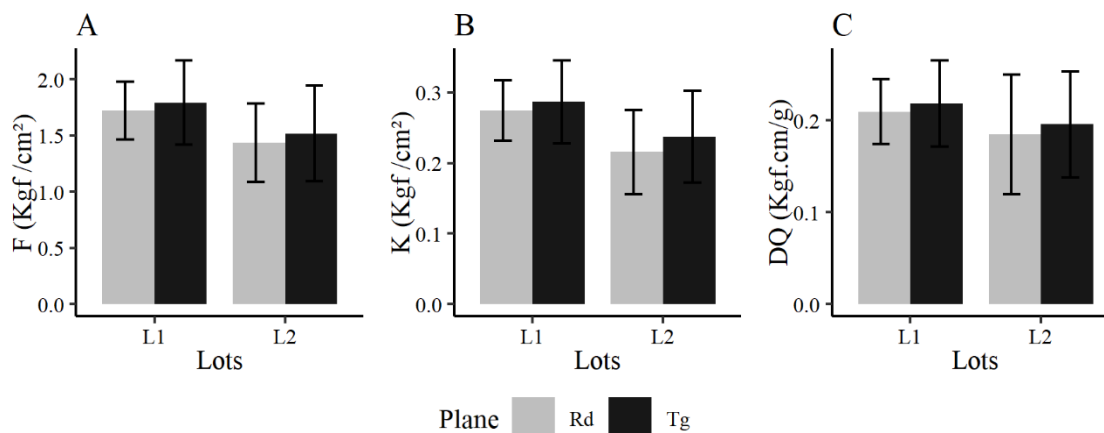 A
F (Kgf /cm²)
2.0
1.5
1.0
0.5
0.0
L1 L2
Lots
B
K (Kgf /cm²)
0.3
0.2
0.1
0.0
L1 L2
Lots
C
DQ (Kgf.cm/g)
0.2
0.1
0.0
L1 L2
Lots
Plane Rd Tg